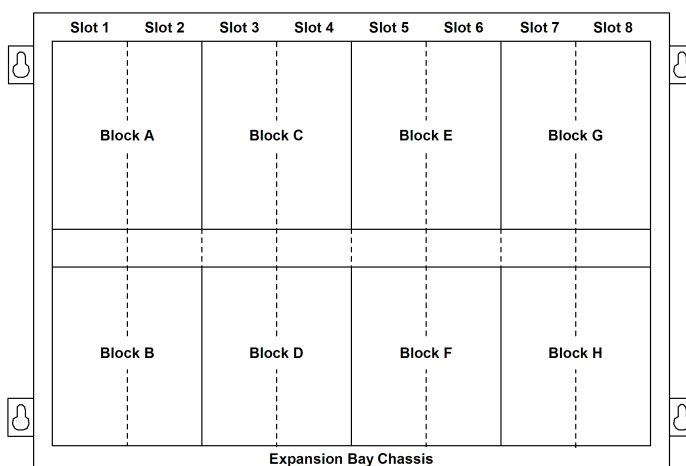 Slot 1 Slot 2 Slot 3 Slot 4 Slot 5 Slot 6 Slot 7 Slot 8
Block A Block C Block E Block G
Block B Block D Block F Block H
Expansion Bay Chassis